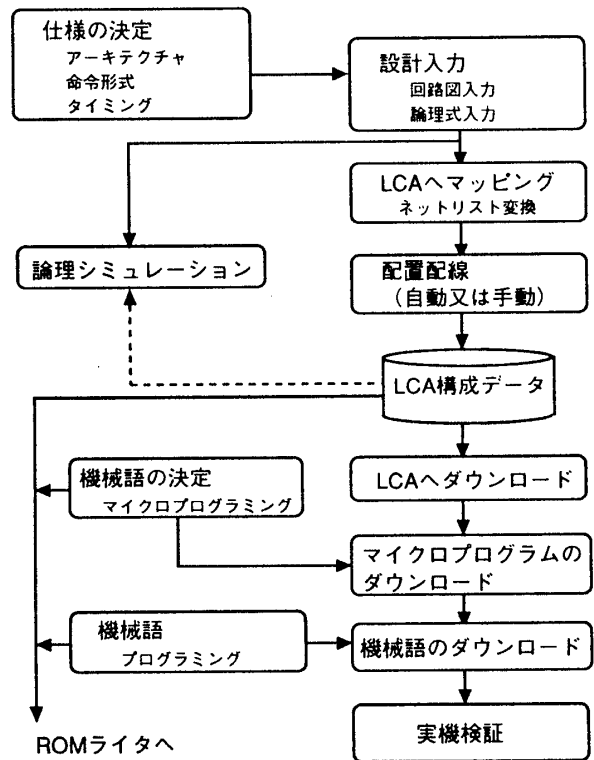 仕様の決定
アーキテクチャ
命令形式
タイミング
設計入力
回路図入力
論理式入力
LCAへマッピング
ネットリスト変換
論理シミュレーション
配置配線
（自動又は手動）
LCA構成データ
機械語の決定
マイクロプログラミング
LCAへダウンロード
マイクロプログラムの
ダウンロード
機械語
プログラミング
機械語のダウンロード
実機検証
ROMライタへ